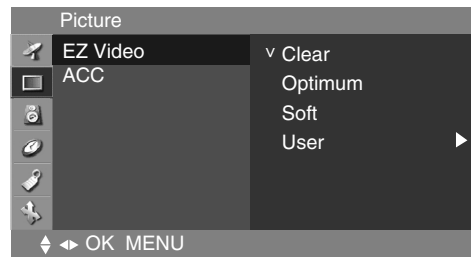 Picture
EZ Video
ACC
v Clear
Optimum
Soft
User
OK MENU